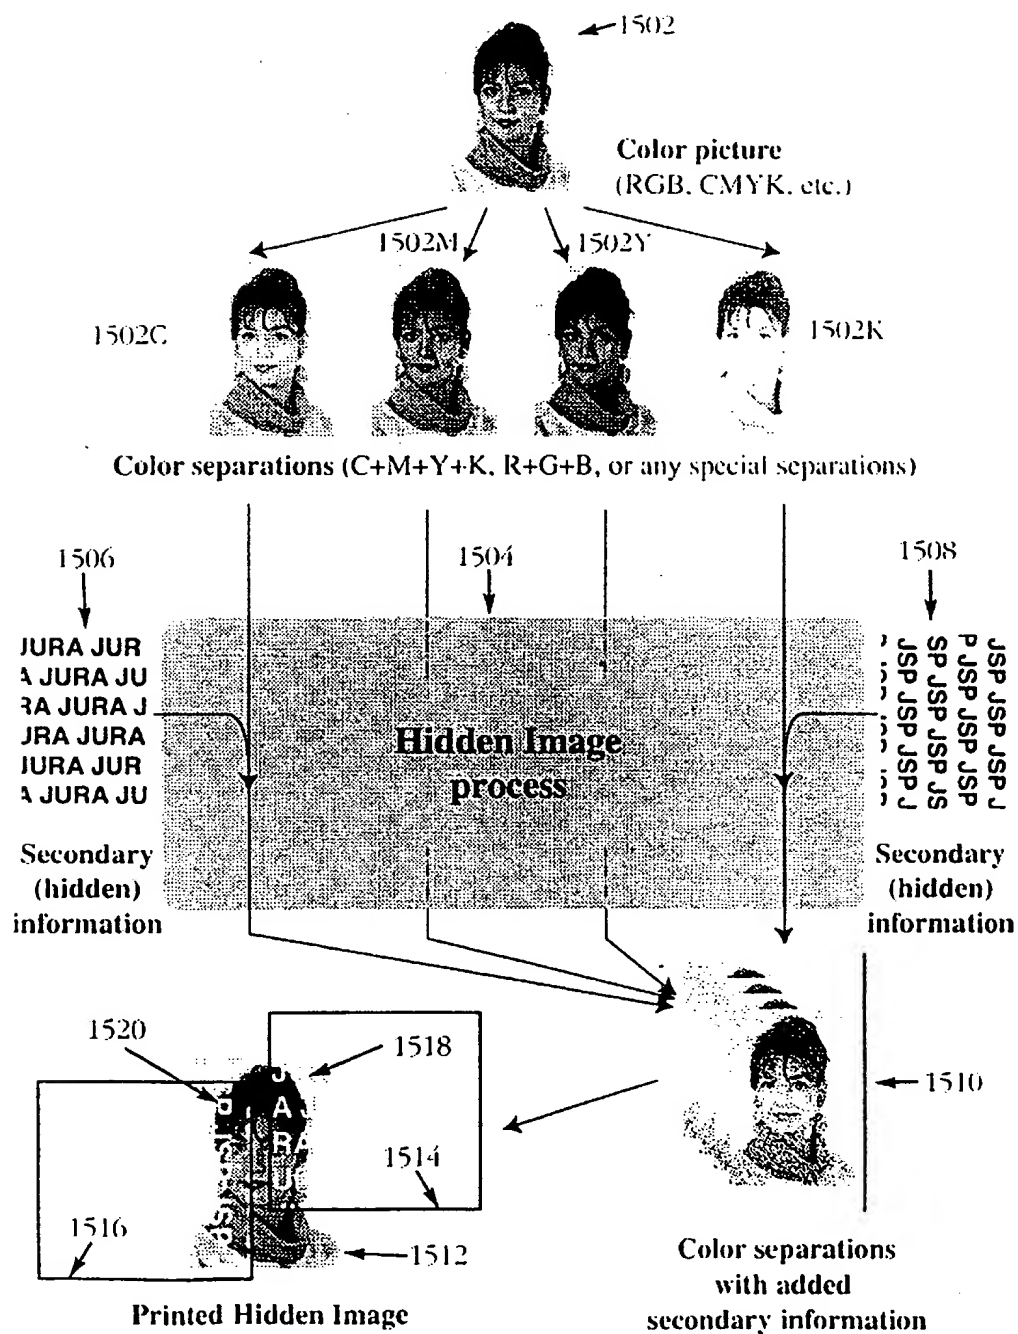 1502
Color picture
(RGB, CMYK, etc.)
1502M
1502Y
1502C
1502K
Color separations (C+M+Y+K, R+G+B, or any special separations)
1506
1504
1508
JURA JUR
A JURA JU
RA JURA J
JRA JURA
JURA JUR
A JURA JU
JSP JSP JSP J
P JSP JSP
SP JSP JSP JS
JSP JSP JSP J
Hidden Image
process
Secondary
(hidden)
information
Secondary
(hidden)
information
1520
1518
1510
J
A J
RA
U
1514
1516
1512
Printed Hidden Image
Color separations
with added
secondary information